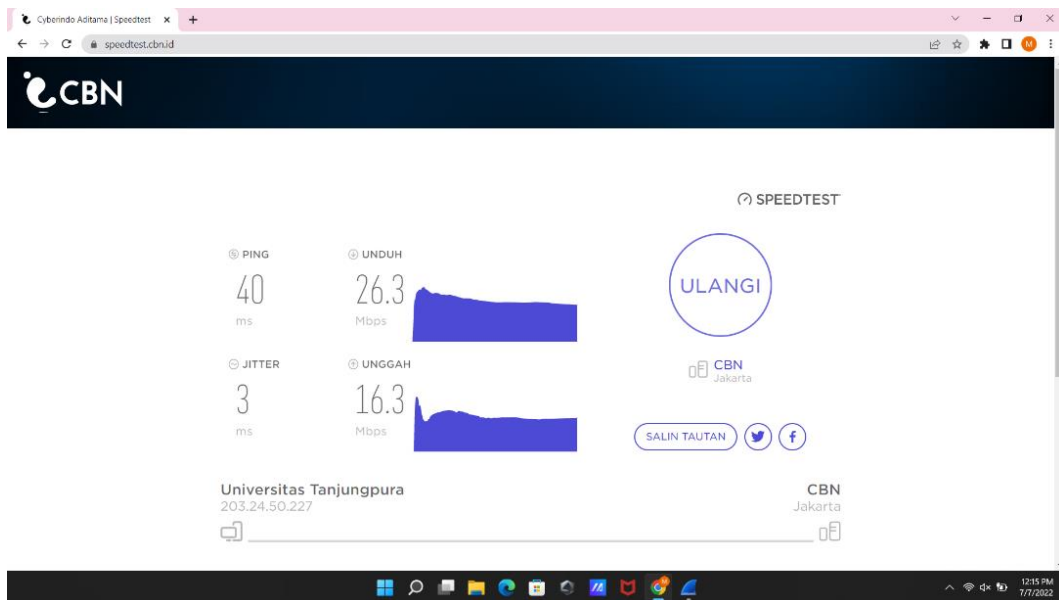 Cyberindo Aditama | Speedtest
speedtest.cbn.id
M
CBN
SPEEDTEST
PING
40
ms
UNDUH
26.3
Mbps
ULANGI
JITTER
3
ms
UNGGAH
16.3
Mbps
CBN
Jakarta
SALIN TAUTAN
Universitas Tanjungpura
203.24.50.227
CBN
Jakarta
12:15 PM
7/7/2022